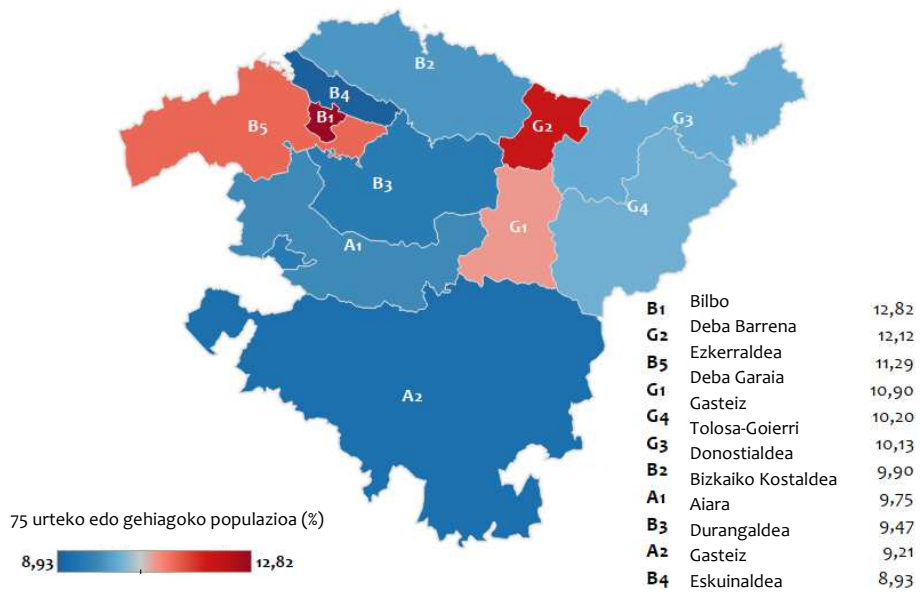 B2
B4
B1
B5
G2
G3
B3
G4
G1
A1
A2
B1 Bilbo 12,82
G2 Deba Barrena 12,12
B5 Ezkerraldea 11,29
G1 Deba Garaia 10,90
G4 Gasteiz 10,20
G3 Tolosa-Goierri 10,13
Donostialdea
B2 Bizkaiko Kostaldea 9,90
A1 Aiara 9,75
B3 Durangaldea 9,47
A2 Gasteiz 9,21
B4 Eskuinaldea 8,93
75 urteko edo gehiagoko populazioa (%)
8,93 12,82